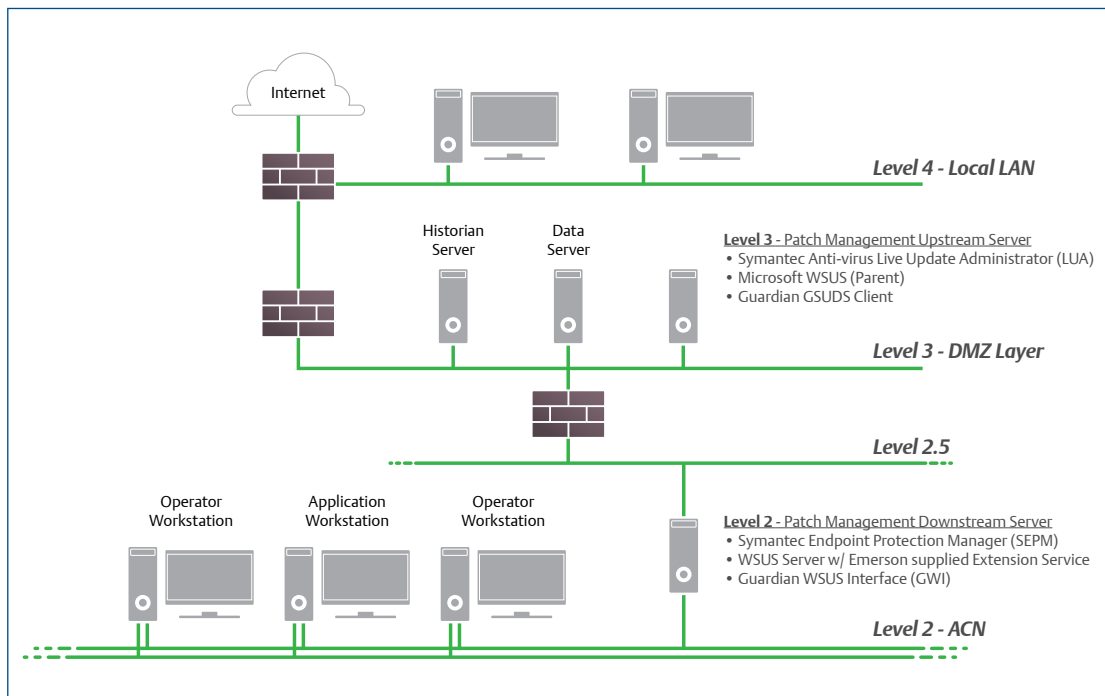 Internet
Level 4 - Local LAN
Historian
Server
Data
Server
Level 3 - Patch Management Upstream Server
• Symantec Anti-virus Live Update Administrator (LUA)
• Microsoft WSUS (Parent)
• Guardian GSUDS Client
Level 3 - DMZ Layer
Level 2.5
Operator
Workstation
Application
Workstation
Operator
Workstation
Level 2 - Patch Management Downstream Server
• Symantec Endpoint Protection Manager (SEPM)
• WSUS Server w/ Emerson supplied Extension Service
• Guardian WSUS Interface (GWI)
Level 2 - ACN